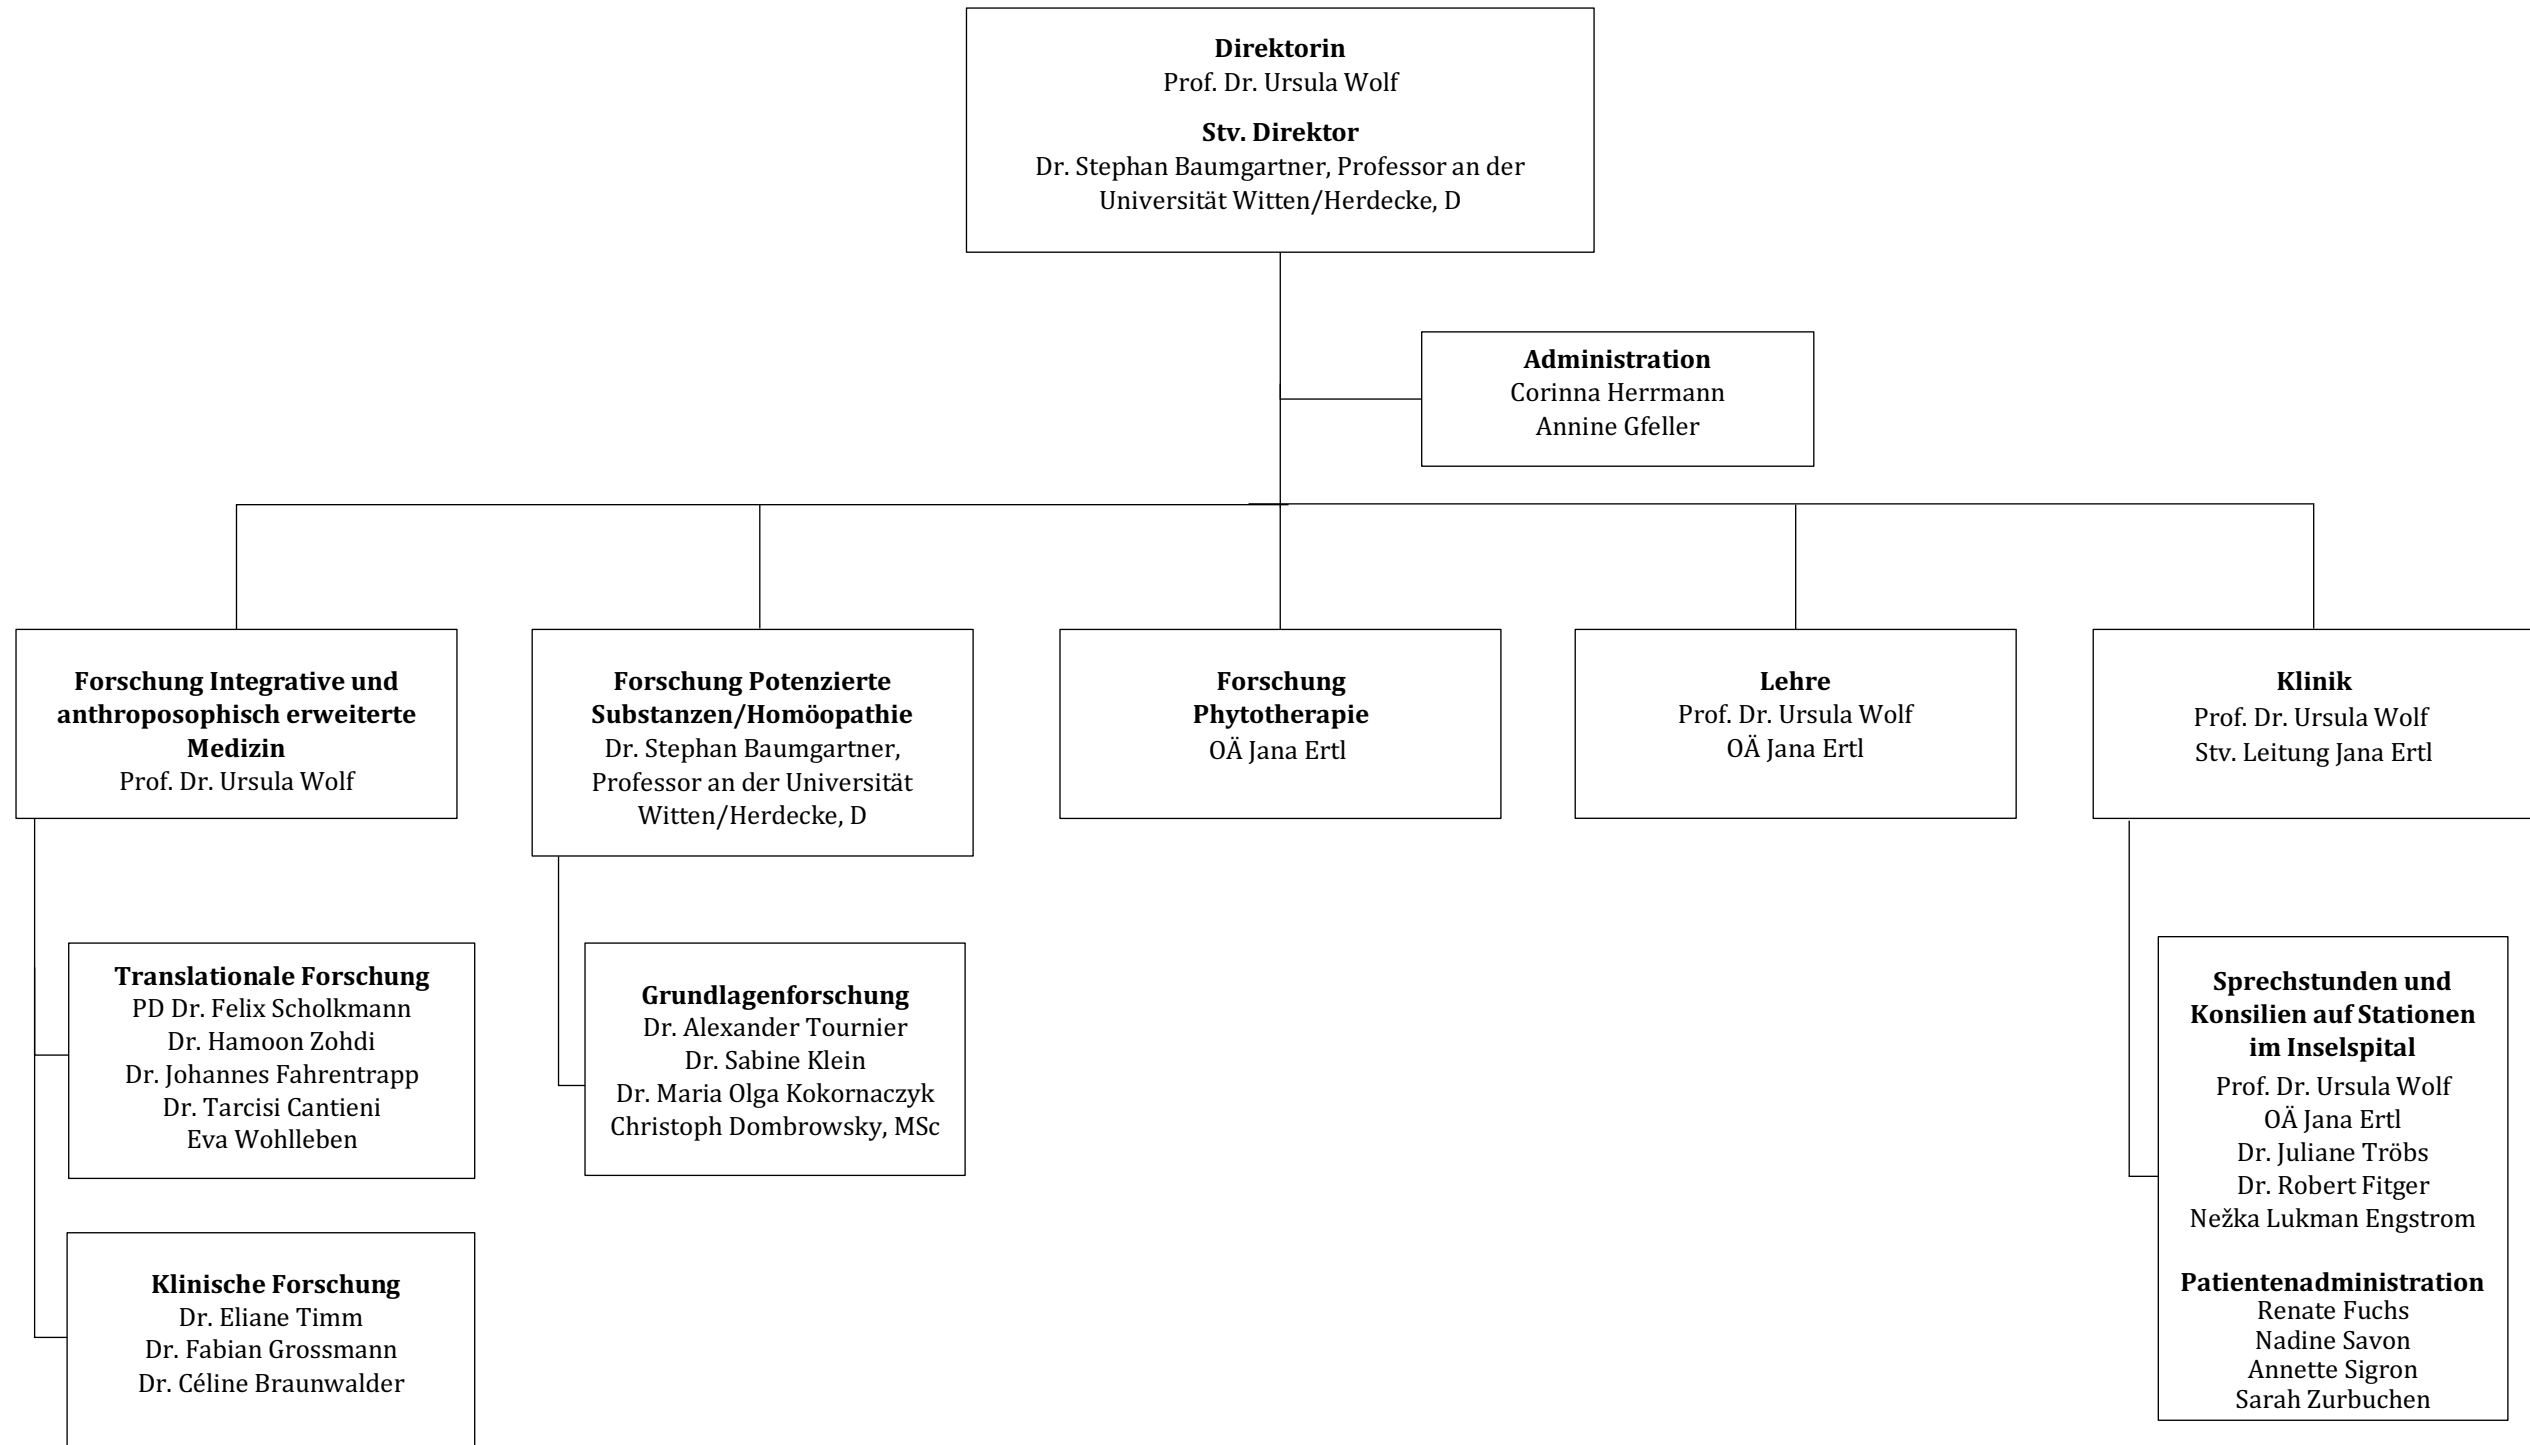 Direktorin
Prof. Dr. Ursula Wolf
Stv. Direktor
Dr. Stephan Baumgartner, Professor an der
Universität Witten/Herdecke, D
Administration
Corinna Herrmann
Annine Gfeller
Forschung Integrative und
anthroposophisch erweiterte
Medizin
Prof. Dr. Ursula Wolf
Forschung Potenzierte
Substanzen/Homöopathie
Dr. Stephan Baumgartner,
Professor an der Universität
Witten/Herdecke, D
Forschung
Phytotherapie
OÄ Jana Ertl
Lehre
Prof. Dr. Ursula Wolf
OÄ Jana Ertl
Klinik
Prof. Dr. Ursula Wolf
Stv. Leitung Jana Ertl
Translationale Forschung
PD Dr. Felix Scholkmann
Dr. Hamoon Zohdi
Dr. Johannes Fahrentrapp
Dr. Tarcisi Cantieni
Eva Wohlleben
Klinische Forschung
Dr. Eliane Timm
Dr. Fabian Grossmann
Dr. Céline Braunwalder
Grundlagenforschung
Dr. Alexander Tournier
Dr. Sabine Klein
Dr. Maria Olga Kokornaczyk
Christoph Dombrowsky, MSc
Sprechstunden und
Konsilien auf Stationen
im Inselspital
Prof. Dr. Ursula Wolf
OÄ Jana Ertl
Dr. Juliane Tröbs
Dr. Robert Fitger
Nežka Lukman Engstrom
Patientenadministration
Renate Fuchs
Nadine Savon
Annette Sigron
Sarah Zurbuchen